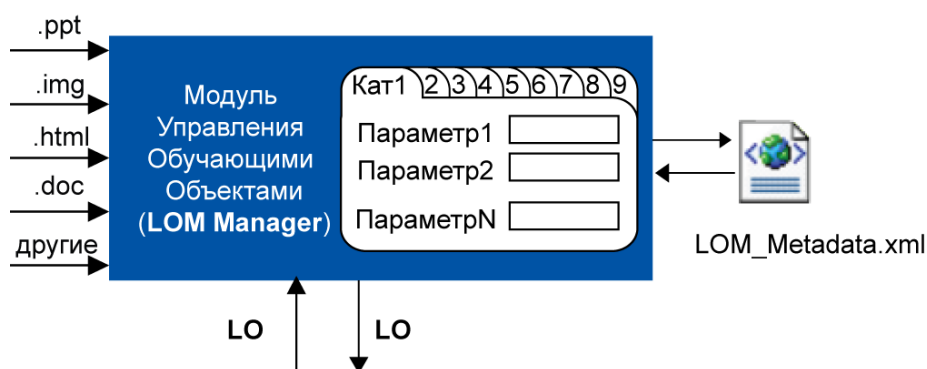 .ppt
.img
.html
.doc
другие
Модуль
Управления
Обучающими
Объектами
(LOM Manager)
Кат1 2 3 4 5 6 7 8 9
Параметр1
Параметр2
ПараметрN
LOM_Metadata.xml
LO
LO